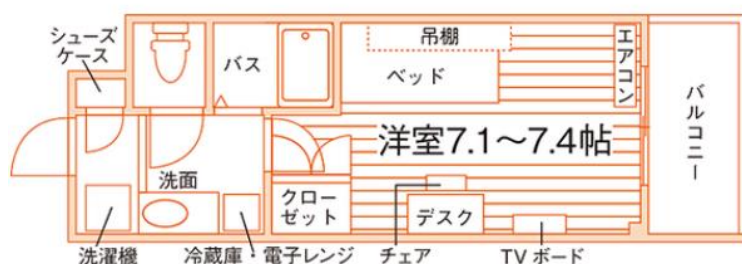 シューズ
ケース
バス
吊棚
ベッド
エアコン
バルコニー
洋室7.1～7.4帖
洗面
クロー
ゼット
デスク
洗濯機
冷蔵庫・電子レンジ
チェア
TVボード